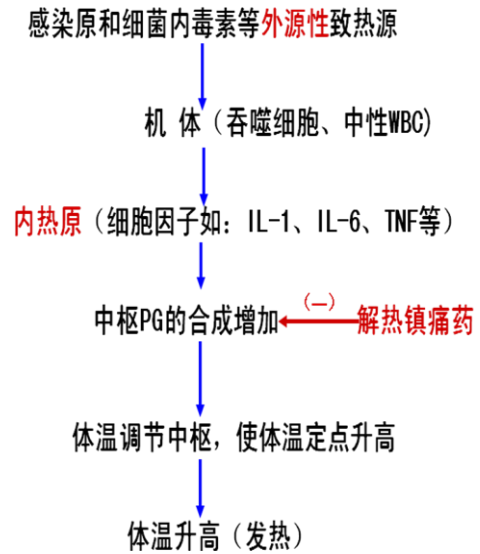 感染原和细菌内毒素等外源性致热源
机 体（吞噬细胞、中性WBC)
内热原（细胞因子如：IL-1、IL-6、TNF等）
中枢PG的合成增加
(—)
解热镇痛药
体温调节中枢，使体温定点升高
体温升高（发热）